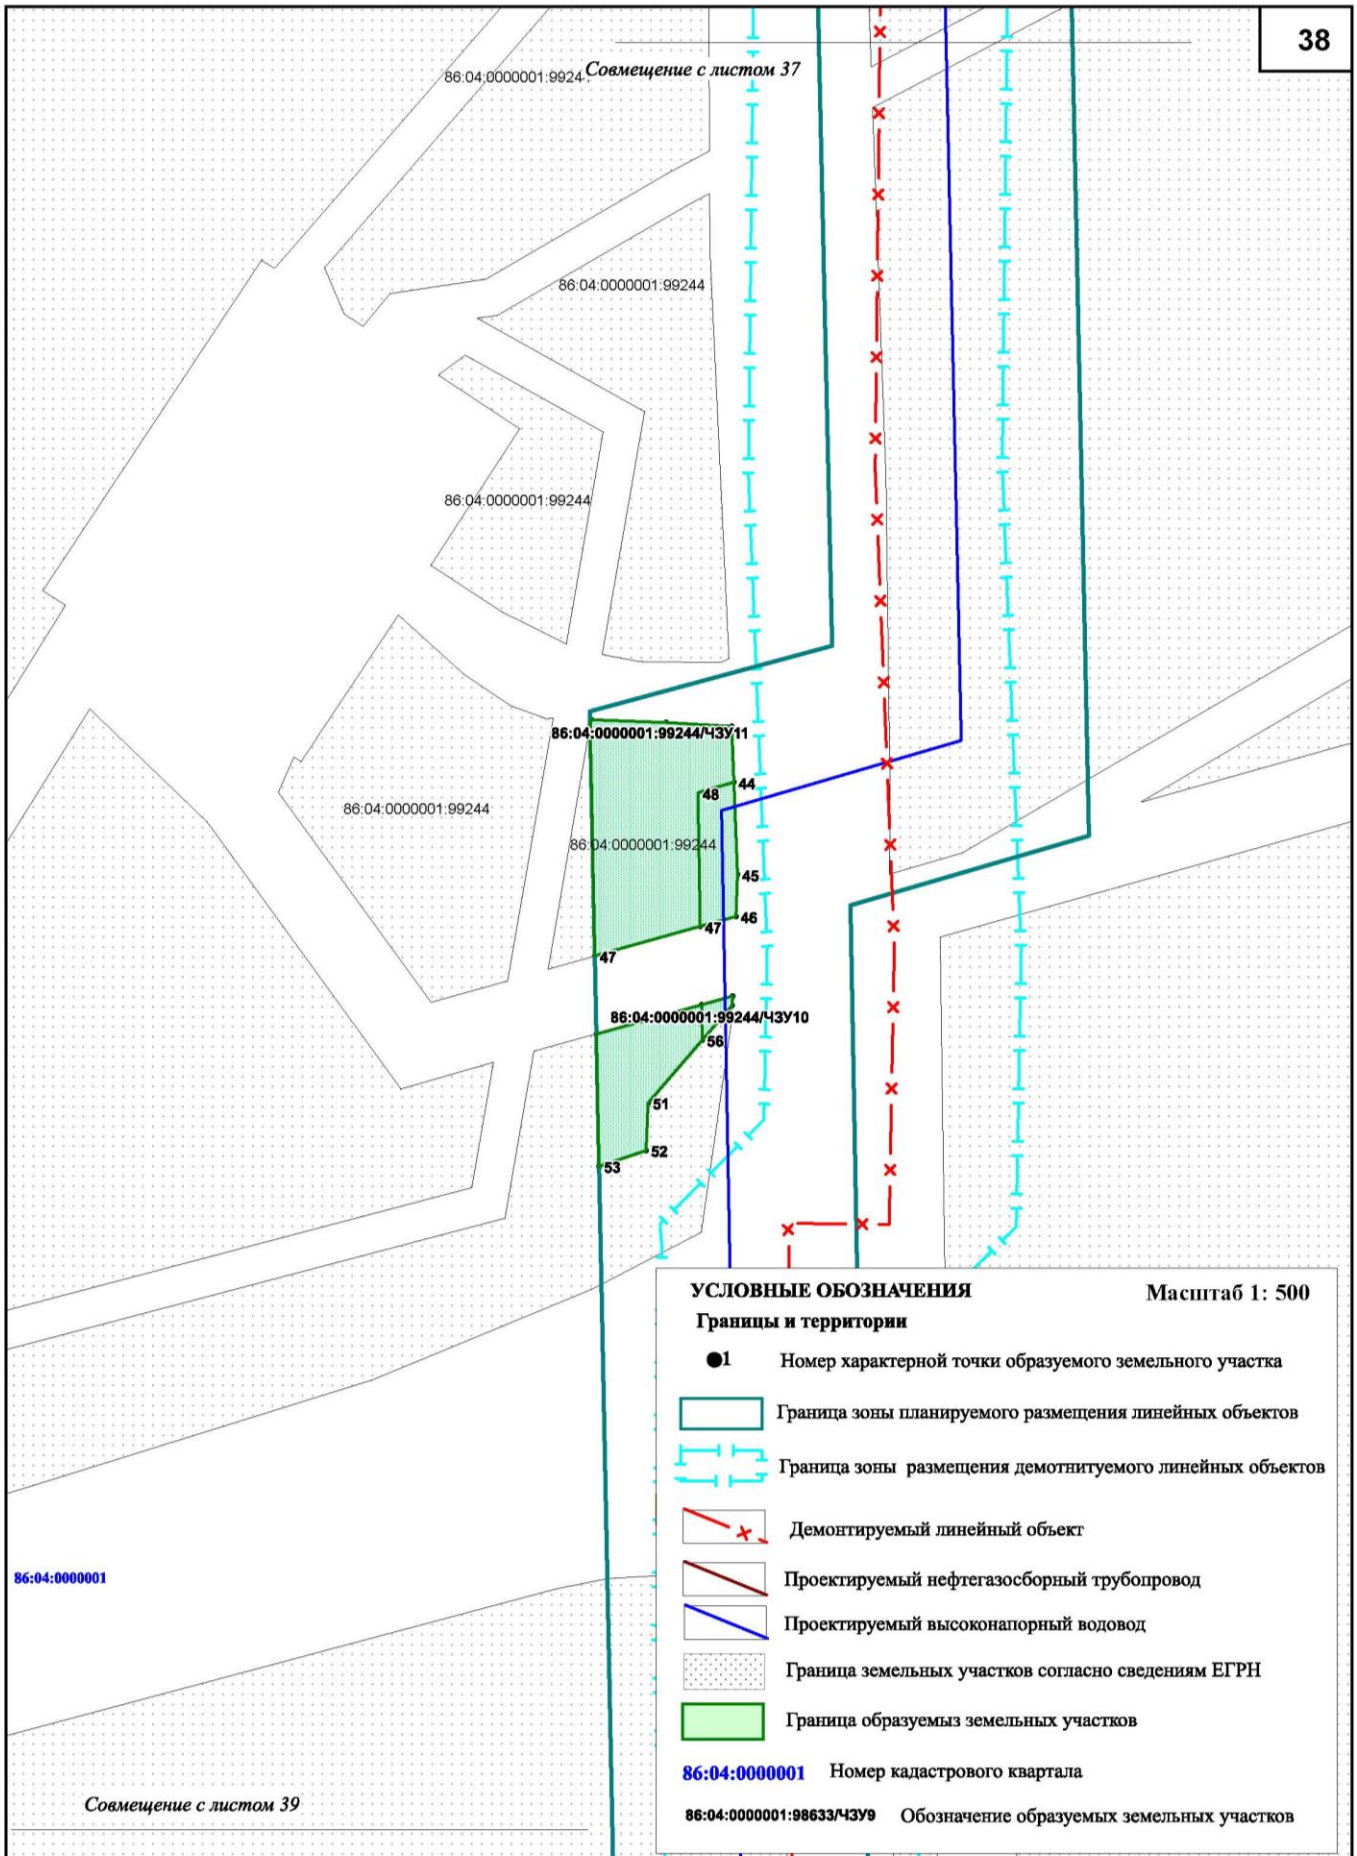 38
Совмещение с листом 37
86:04:0000001:9924
86:04:0000001:99244
86:04:0000001:99244
86:04:0000001:99244/ЧЗУ11
44
48
86:04:0000001:99244
86:04:0000001:99244
45
46
47
47
86:04:0000001:99244/ЧЗУ10
56
51
52
53
УСЛОВНЫЕ ОБОЗНАЧЕНИЯ
Масштаб 1: 500
Границы и территории
1 Номер характерной точки образуемого земельного участка
Граница зоны планируемого размещения линейных объектов
Граница зоны размещения демотнитуемого линейных объектов
Демонтируемый линейный объект
Проектируемый нефтегазосборный трубопровод
Проектируемый высоконапорный водовод
Граница земельных участков согласно сведениям ЕГРН
Граница образуемыз земельных участков
86:04:0000001 Номер кадастрового квартала
86:04:0000001:98633/ЧЗУ9 Обозначение образуемых земельных участков
86:04:0000001
Совмещение с листом 39